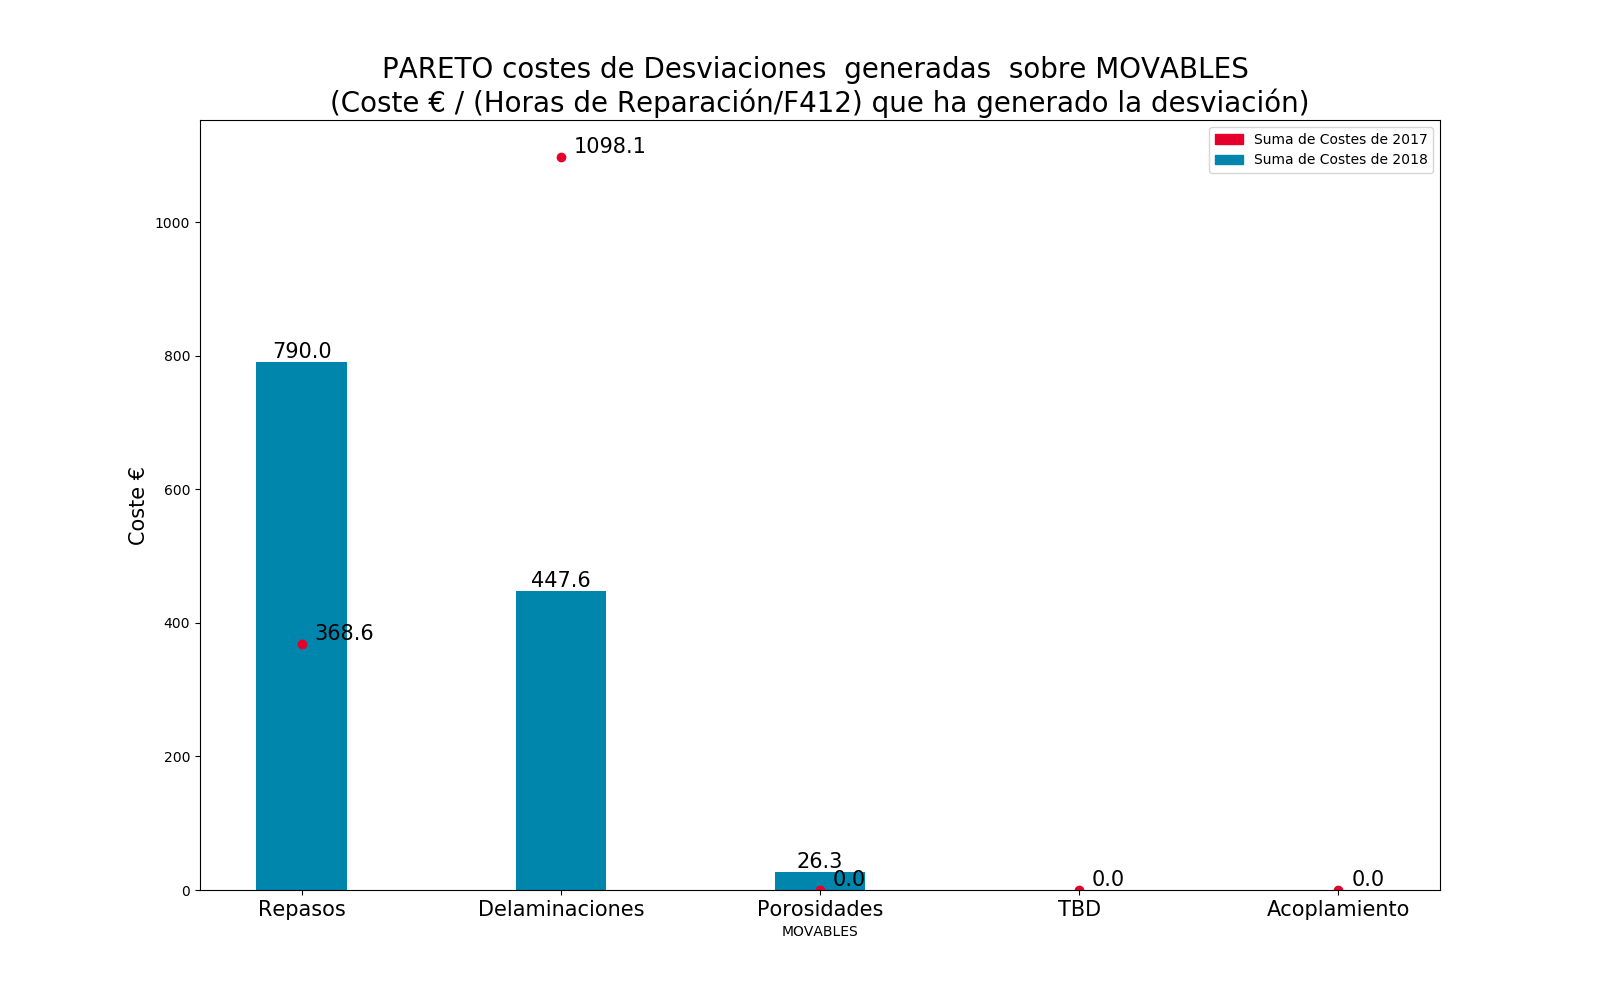 PARETO costes de Desviaciones  generadas  sobre MOVABLES
(Coste € / (Horas de Reparación/F412) que ha generado la desviación)
Suma de Costes de 2017
Suma de Costes de 2018
1098.1
1000
800
790.0
600
Coste €
447.6
400
368.6
200
26.3
0.0
0.0
0.0
0
Repasos
Delaminaciones
Porosidades
TBD
Acoplamiento
MOVABLES